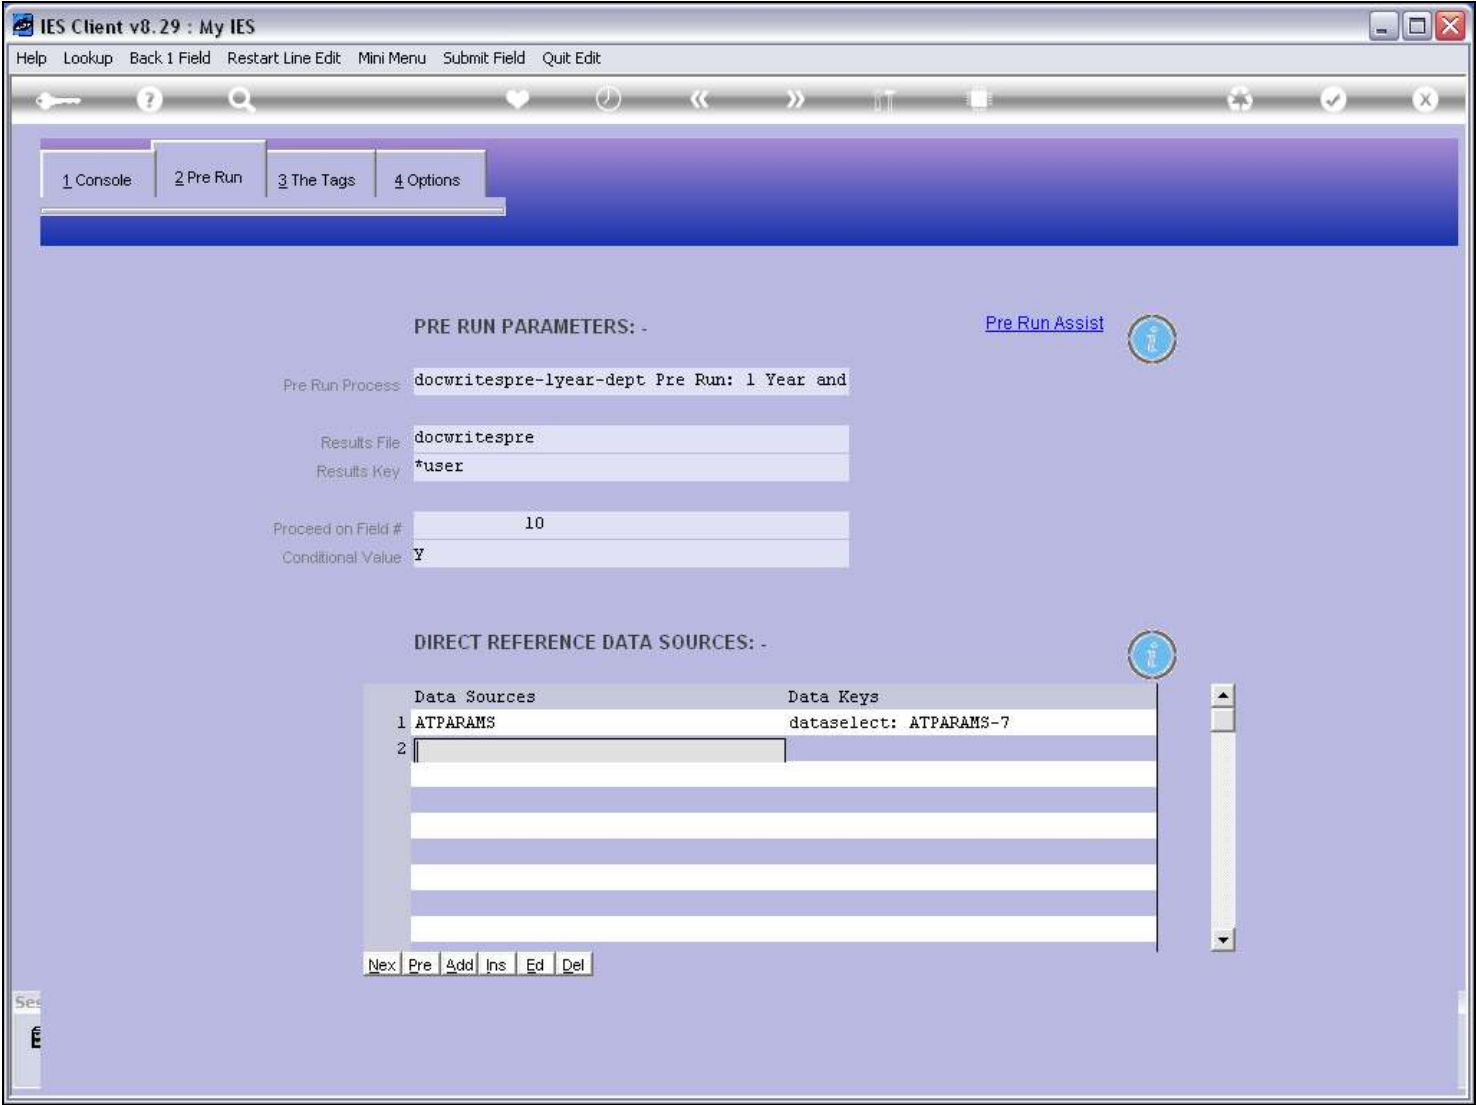 IES Client v8.29 : My IES
Help Lookup Back 1 Field Restart Line Edit Mini Menu Submit Field Quit Edit
1 Console 2 Pre Run 3 The Tags 4 Options
PRE RUN PARAMETERS: - Pre Run Assist
Pre Run Process docwritespre-1year-dept Pre Run: 1 Year and
Results File docwritespre
Results Key *user
Proceed on Field # 10
Conditional Value Y
DIRECT REFERENCE DATA SOURCES: -
Data Sources Data Keys
1 ATPARAMS dataselect: ATPARAMS-7
2
Nex Pre Add Ins Ed Del
Ses